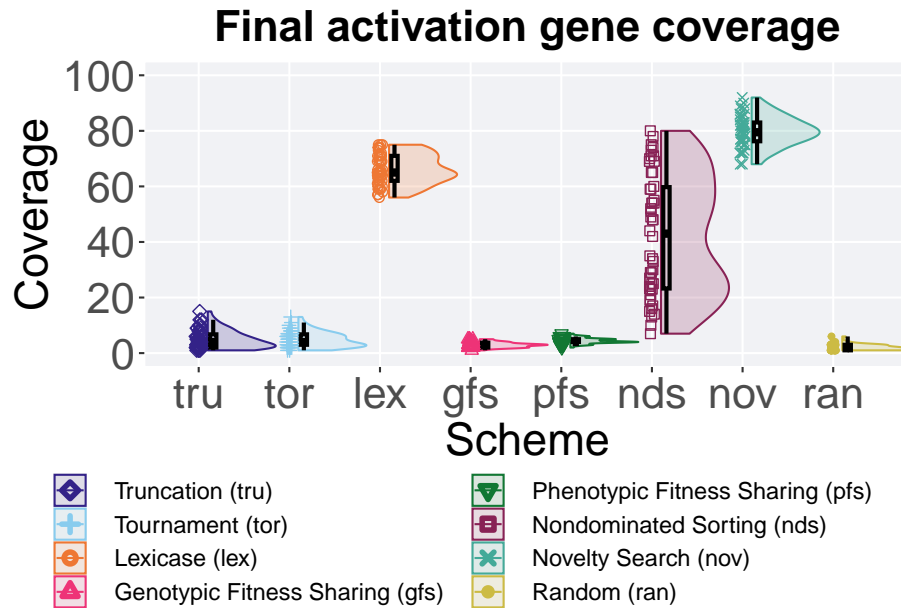 Final activation gene coverage
Coverage
100
80
60
40
20
0
tru tor lex gfs pfs nds nov ran
Scheme
Truncation (tru)
Tournament (tor)
Lexicase (lex)
Genotypic Fitness Sharing (gfs)
Phenotypic Fitness Sharing (pfs)
Nondominated Sorting (nds)
Novelty Search (nov)
Random (ran)